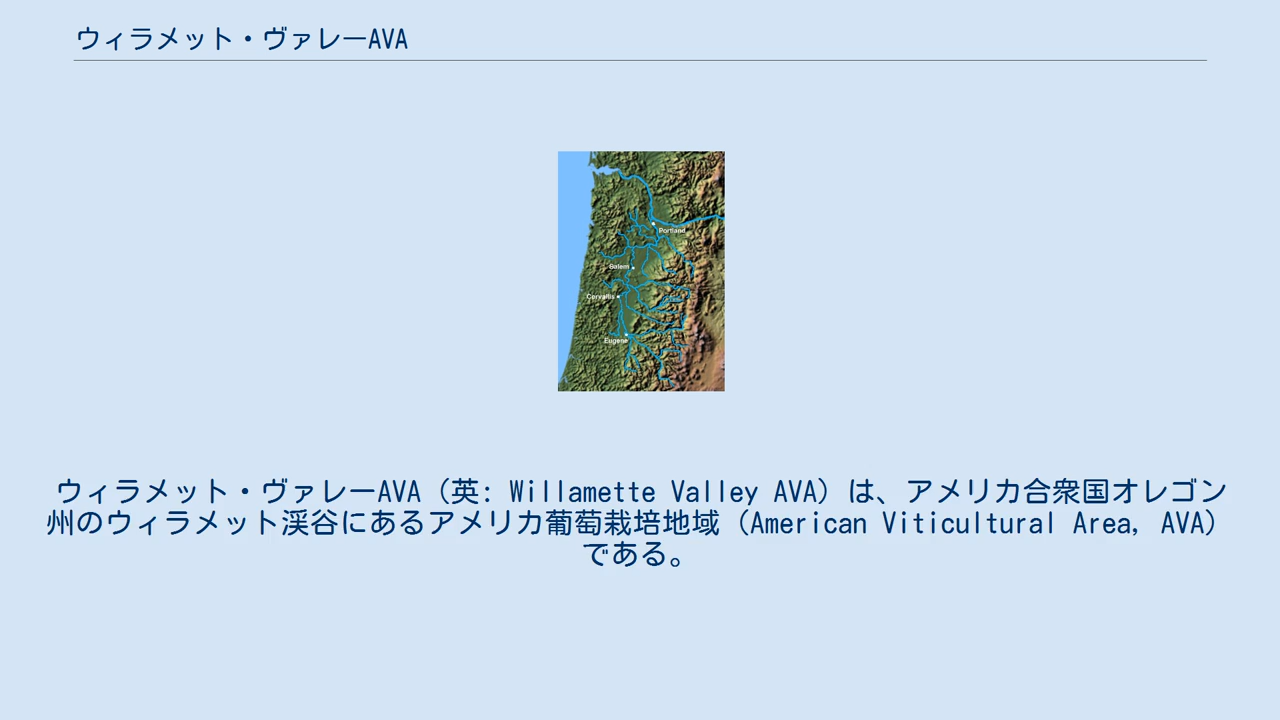 ウィラメット・ヴァレーAVA
Portland
Salem
Corvallis
Eugene
ウィラメット・ヴァレーAVA（英: Willamette Valley AVA）は、アメリカ合衆国オレゴン
州のウィラメット渓谷にあるアメリカ葡萄栽培地域（American Viticultural Area, AVA）
である。